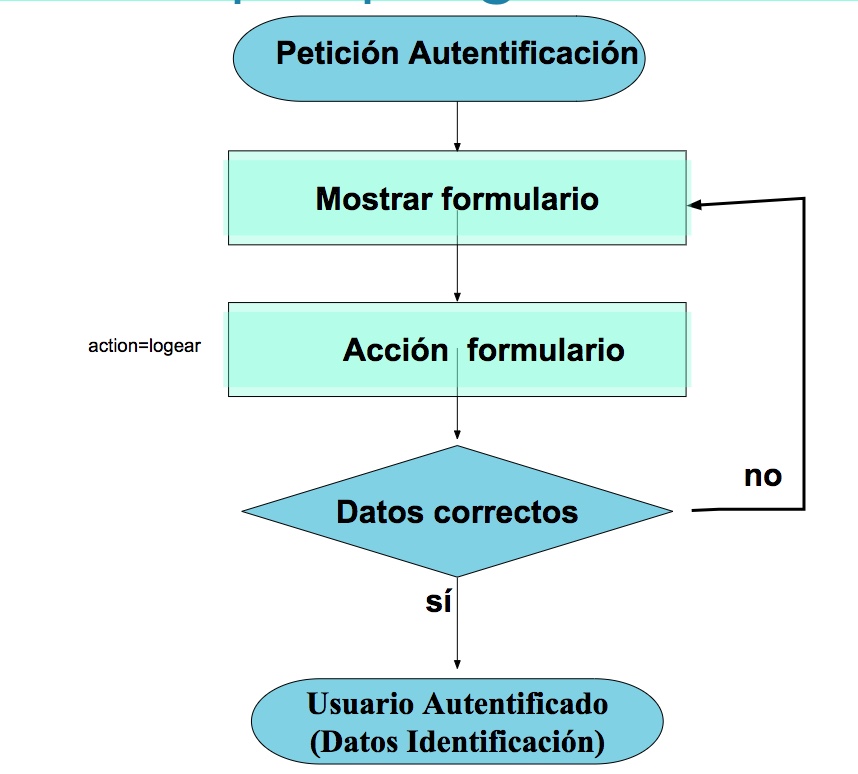 Petición Autentificación
Mostrar formulario
action=logear
Acción formulario
Datos correctos
no
sí
Usuario Autentificado
(Datos Identificación)